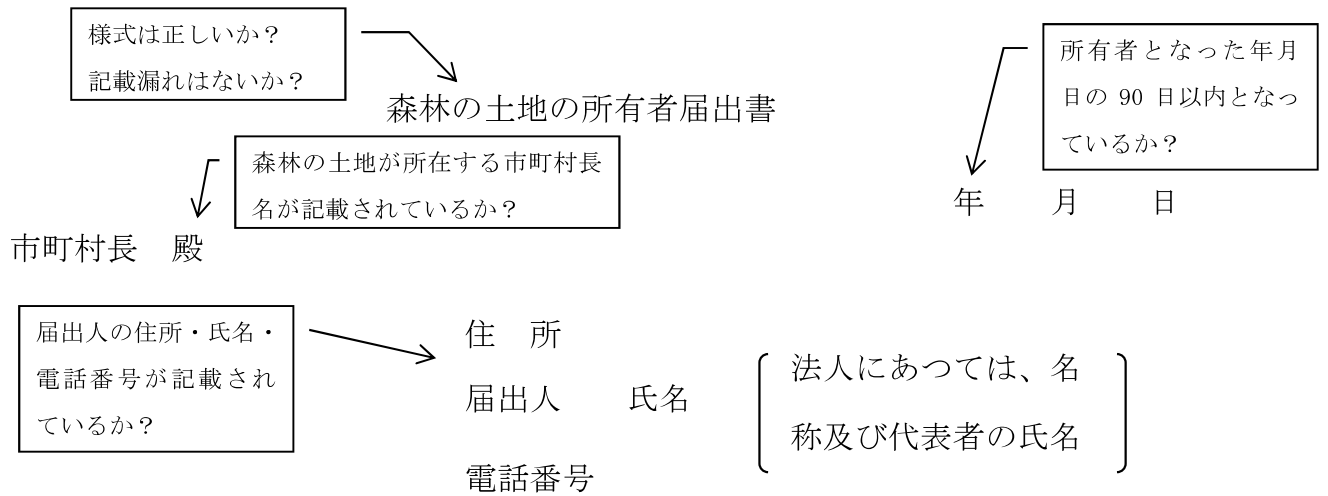 様式は正しいか？
記載漏れはないか？
所有者となった年月
日の 90 日以内となっ
ているか？
森林の土地の所有者届出書
森林の土地が所在する市町村長
名が記載されているか？
年　　月　　日
市町村長　殿
届出人の住所・氏名・
電話番号が記載され
ているか？
住　所
届出人　　氏名
法人にあつては、名
称及び代表者の氏名
電話番号